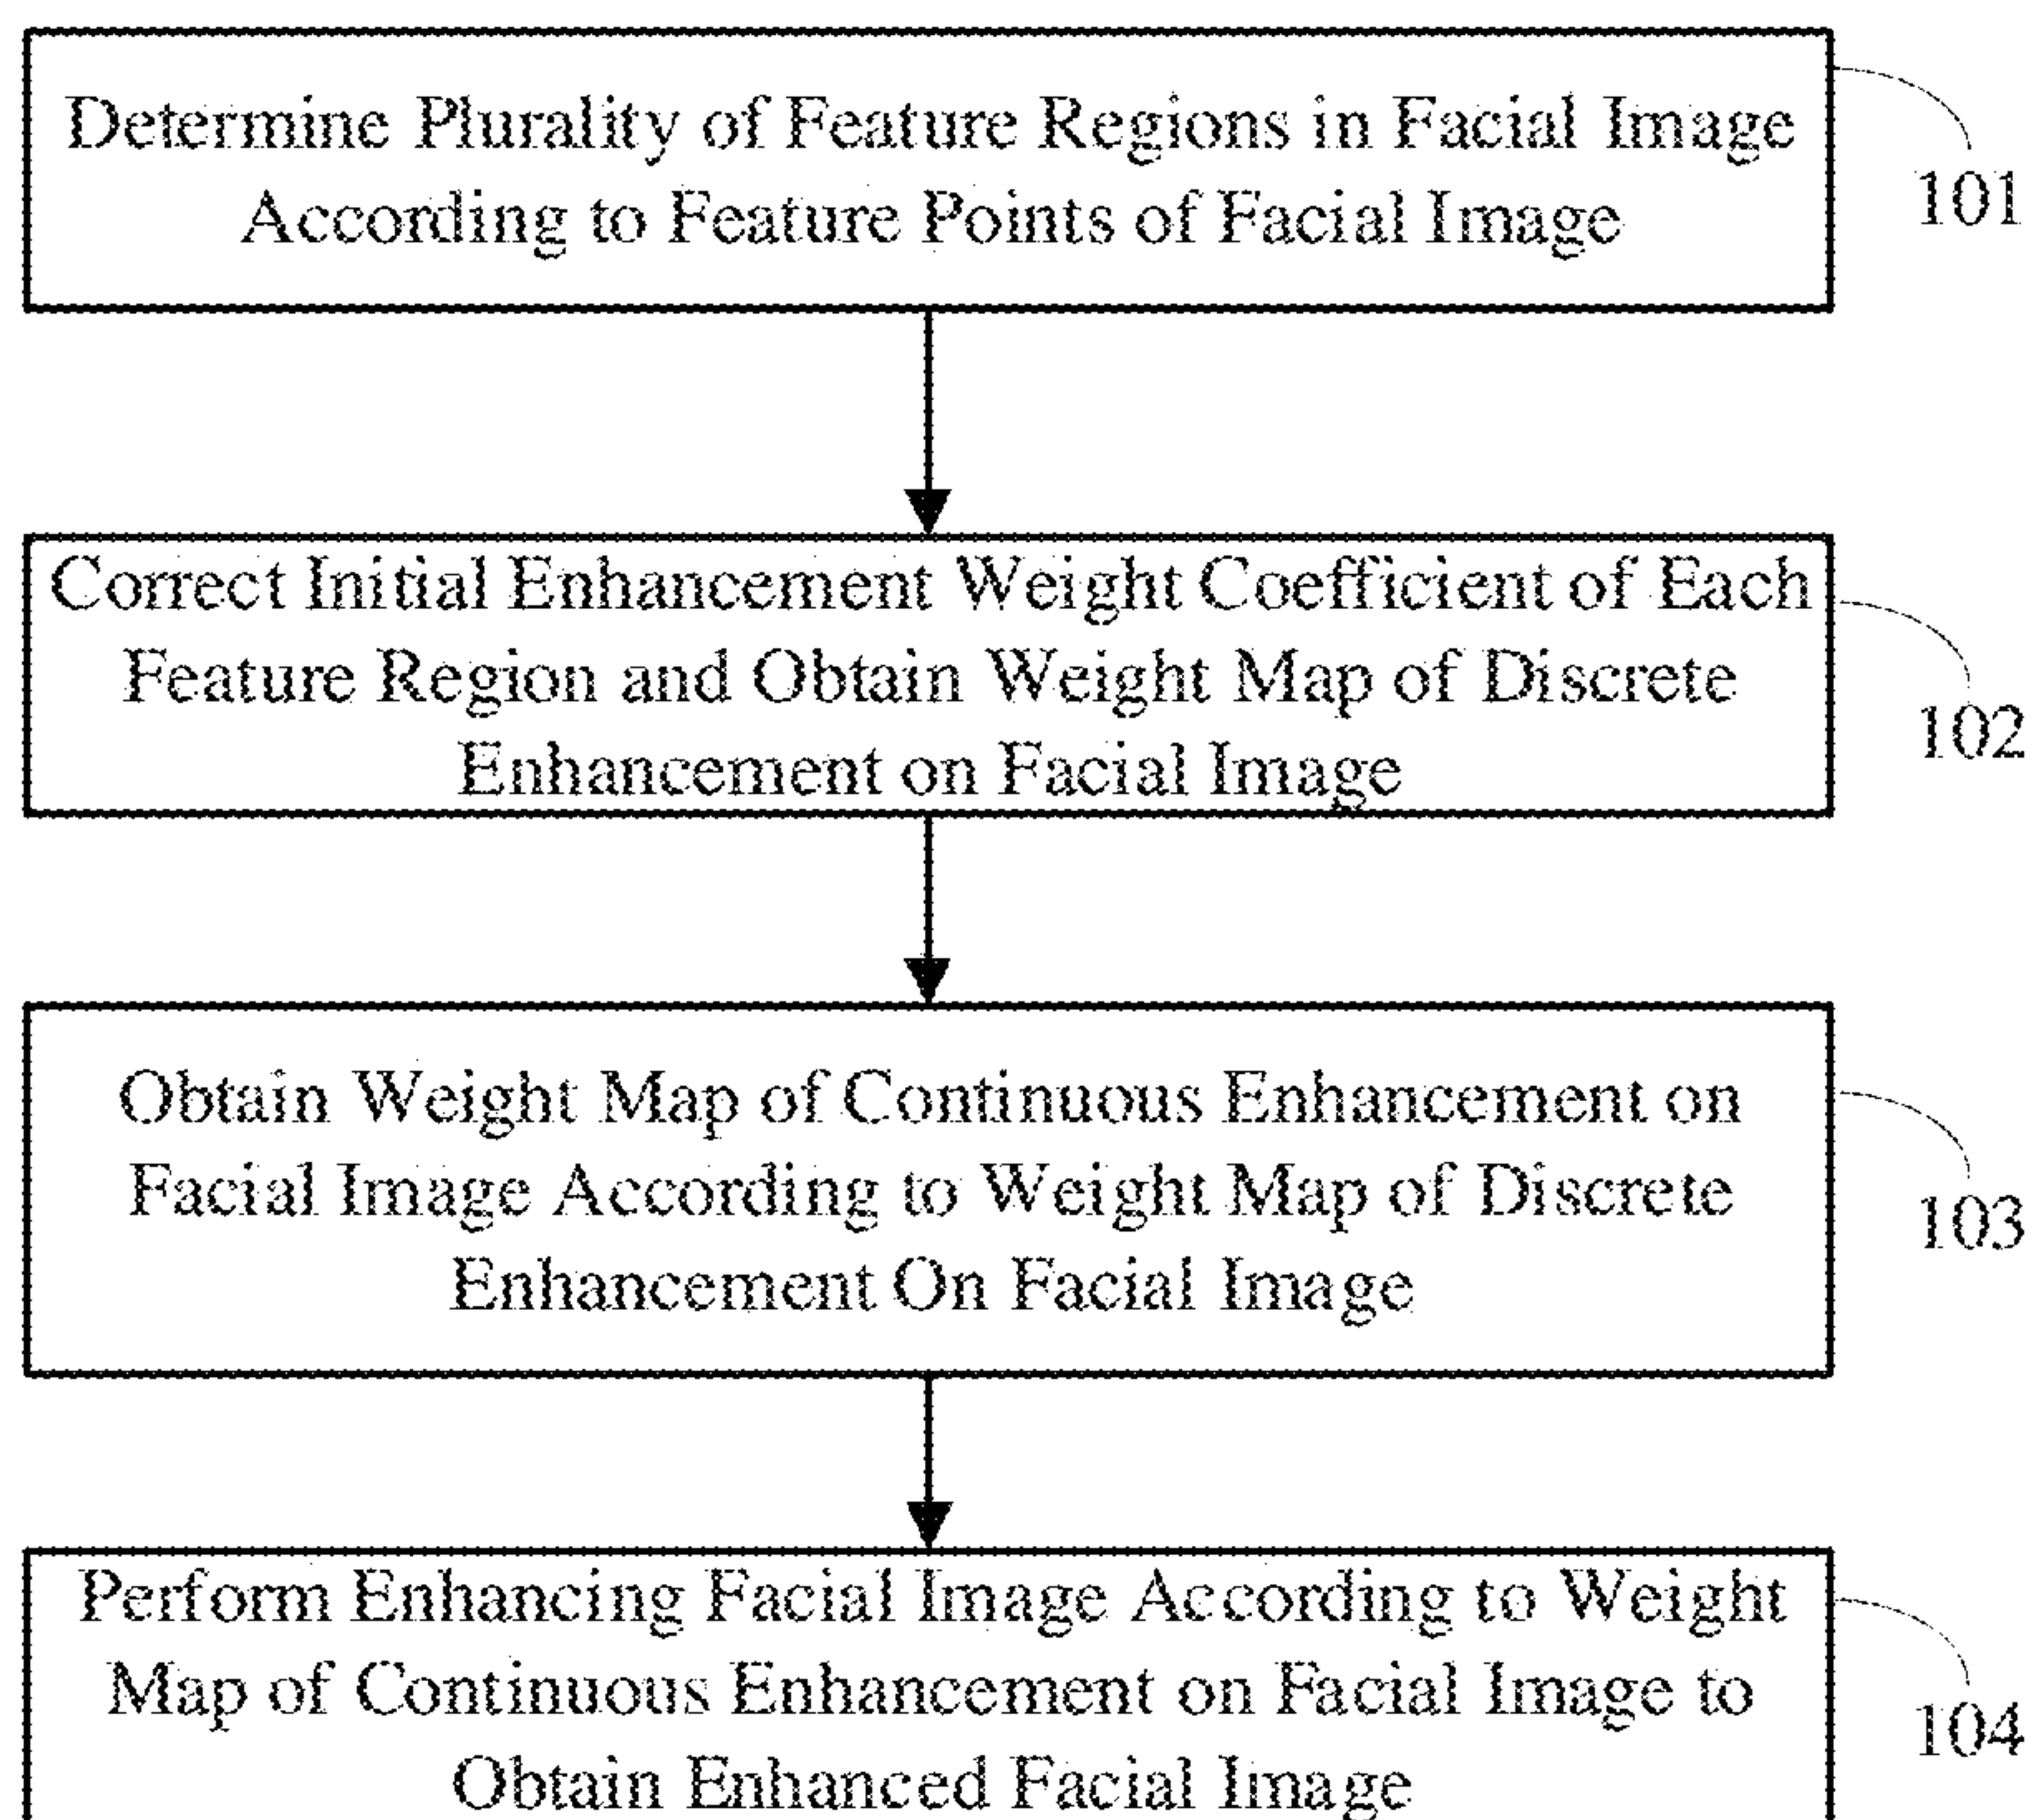 Determine Plurality of Feature Regions in Facial Image
According to Feature Points of Facial Image
101
Correct Initial Enhancement Weight Coefficient of Each
Feature Region and Obtain Weight Map of Discrete
Enhancement on Facial Image
102
Obtain Weight Map of Continuous Enhancement on
Facial Image According to Weight Map of Discrete
Enhancement On Facial Image
103
Perform Enhancing Facial Image According to Weight
Map of Continuous Enhancement on Facial Image to
Obtain Enhanced Facial Image
104